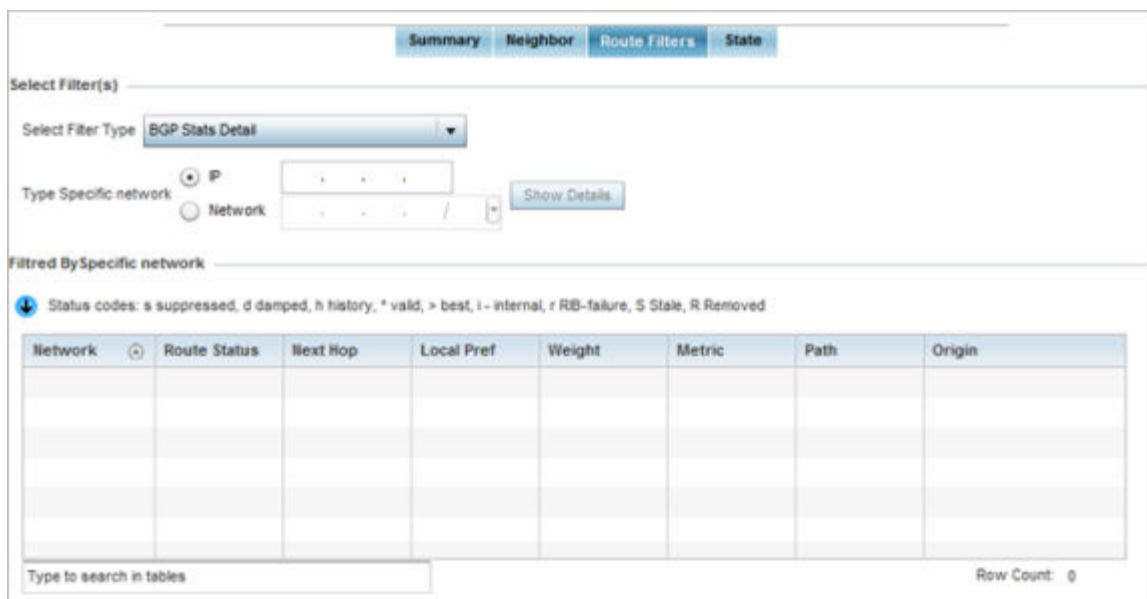 Summary Neighbor Route Filters State
Select Filter(s)
Select Filter Type BGP Stats Detail
Type Specific network
IP . . .
Network . . . /
Show Details
Filtred BySpecific network
Status codes: s suppressed, d damped, h history, * valid, > best, i - internal, r RIB-failure, S Stale, R Removed
Network Route Status Next Hop Local Pref Weight Metric Path Origin
Type to search in tables Row Count: 0